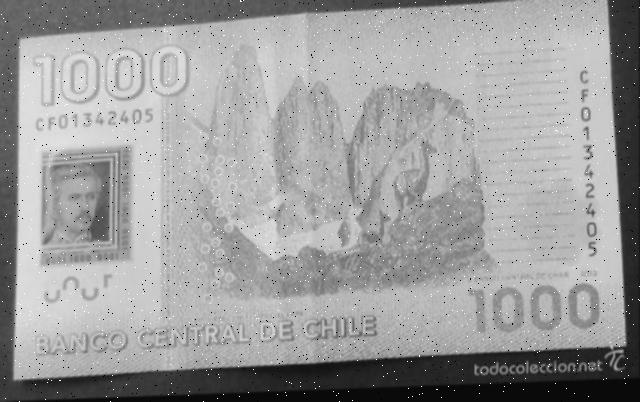 1000
CF01342405
CF01342405
1000
BANCO CENTRAL DE CHILE
todocoleccion.net